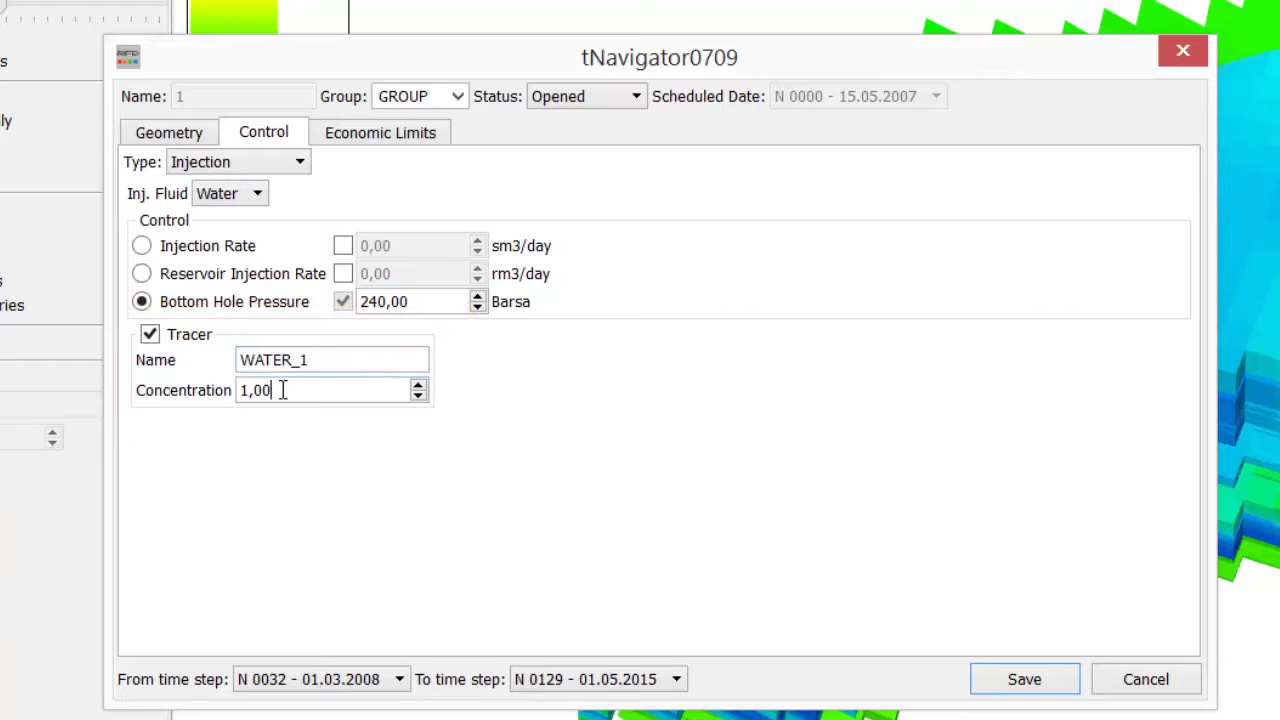 tNavigator0709
Name: 1 Group: GROUP Status: Opened Scheduled Date: N 0000 - 15.05.2007
Geometry Control Economic Limits
Type: Injection
Inj. Fluid Water
Control
Injection Rate 0,00 sm3/day
Reservoir Injection Rate 0,00 rm3/day
Bottom Hole Pressure 240,00 Barsa
Tracer
Name WATER_1
Concentration 1,00
From time step: N 0032 - 01.03.2008 To time step: N 0129 - 01.05.2015 Save Cancel